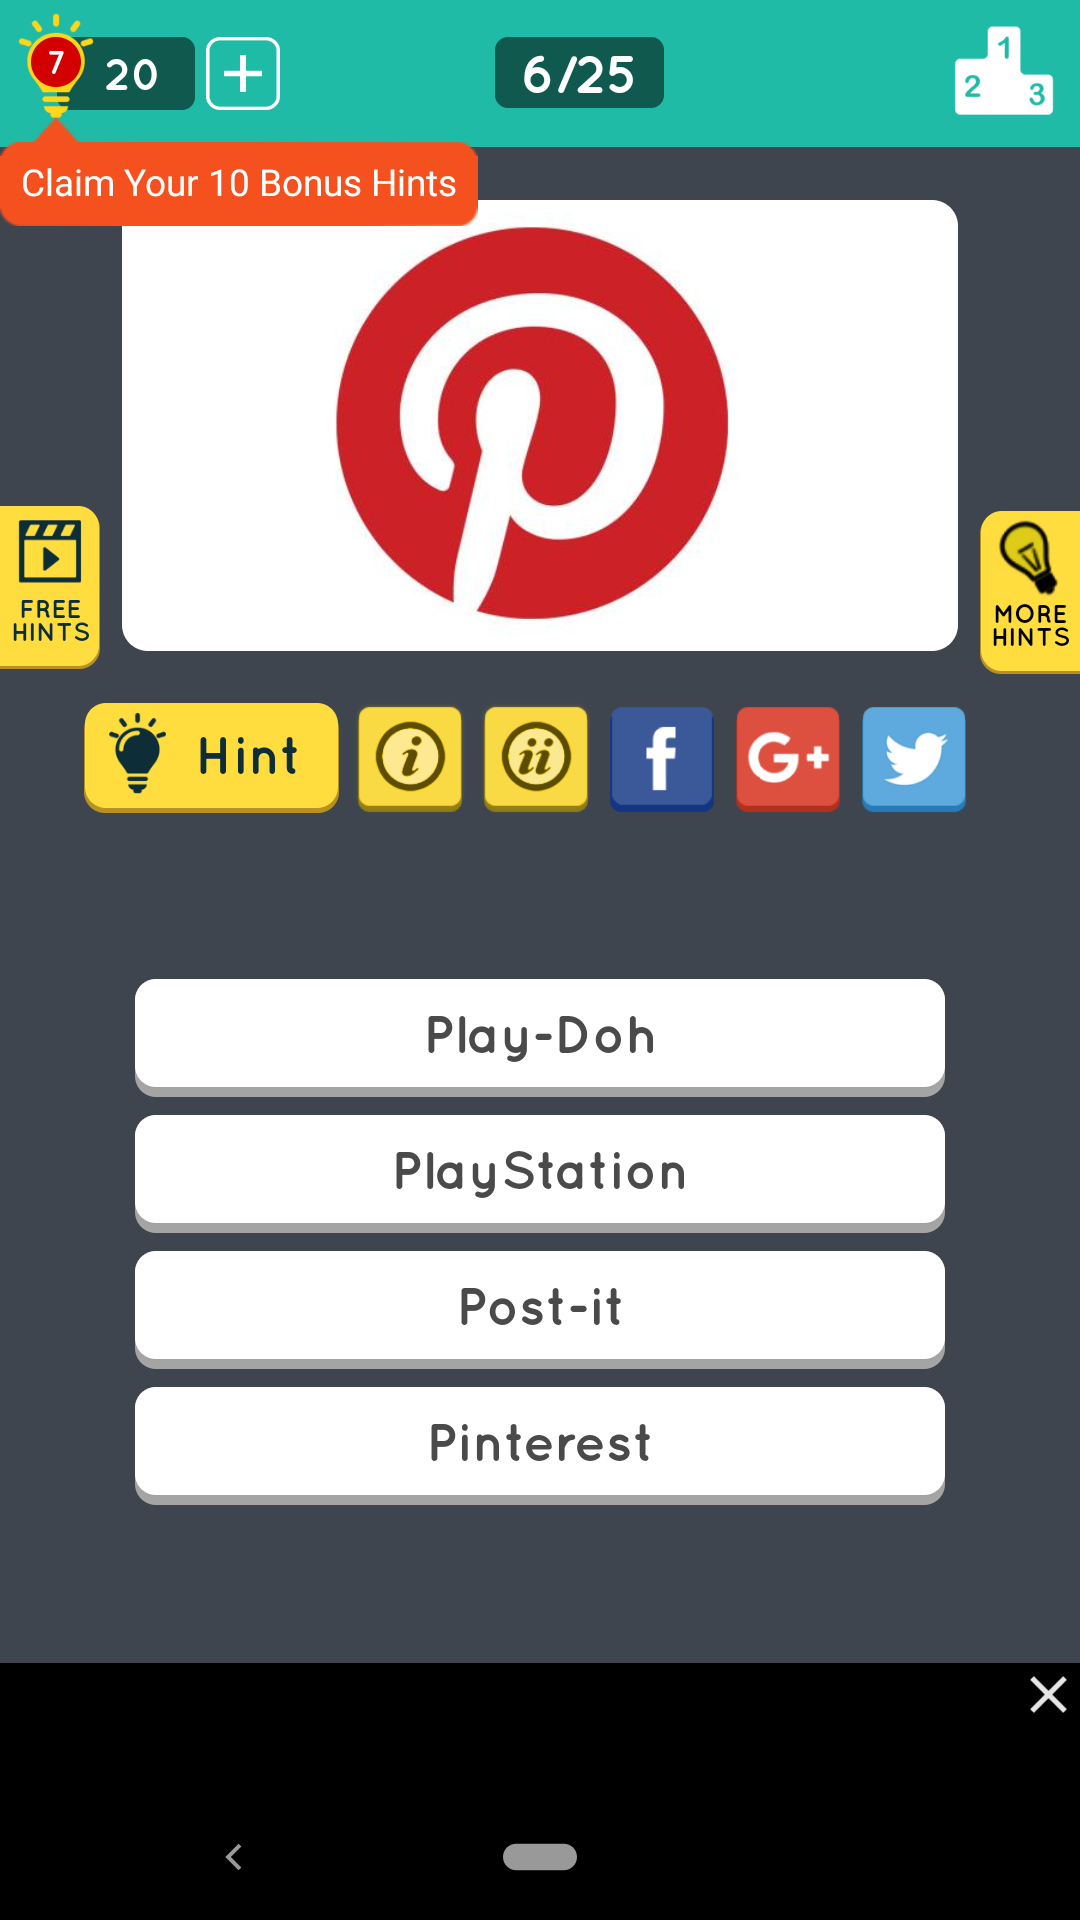 7
20
6/25
1
2
3
Claim Your 10 Bonus Hints
FREE
HINTS
MORE
HINTS
Hint
i
ii
f
G+
Play-Doh
PlayStation
Post-it
Pinterest